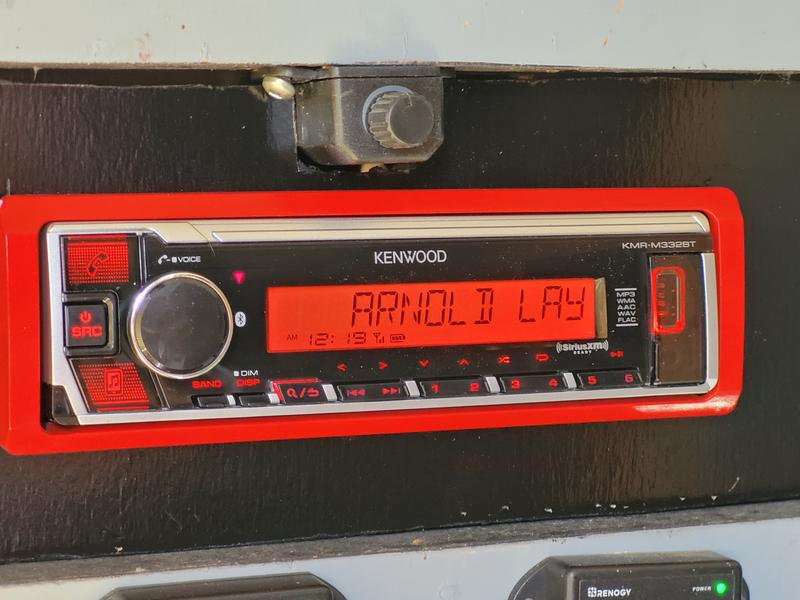 KMR-M332BT
VOICE
KENWOOD
ARNOLD LAY
MP3
WMA
AAC
WAV
FLAC
SRC
AM 12:19
((SiriusXM))
READY
DIM
BAND DISP
1 2 3 4 5 6
RENOGY POWER